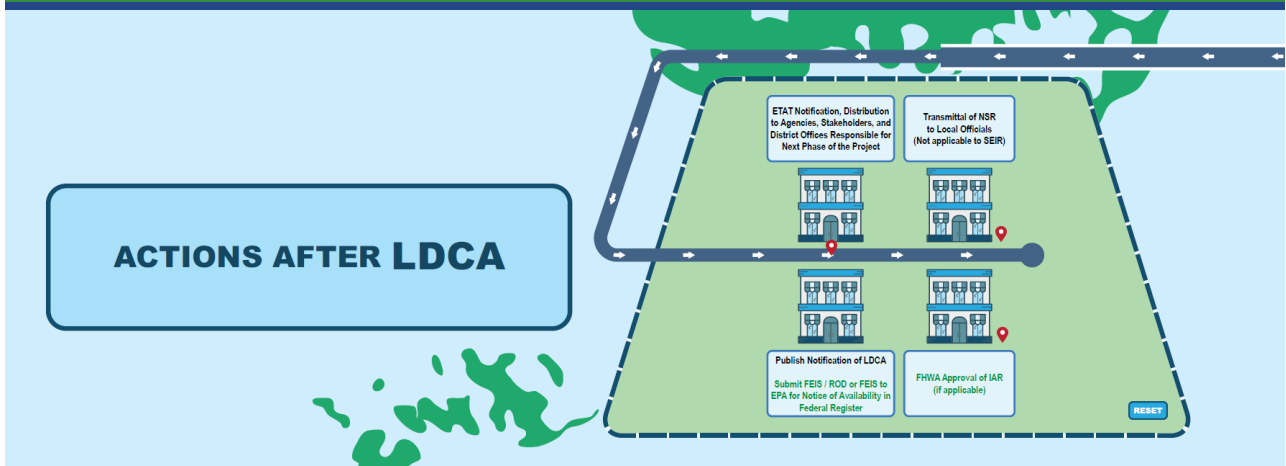 ETAT Notification, Distribution
to Agencies, Stakeholders, and
District Offices Responsible for
Next Phase of the Project
Transmittal of NSR
to Local Officials
(Not applicable to SEIR)
ACTIONS AFTER LDCA
Publish Notification of LDCA
Submit FEIS / ROD or FEIS to
EPA for Notice of Availability in
Federal Register
FHWA Approval of IAR
(if applicable)
RESET